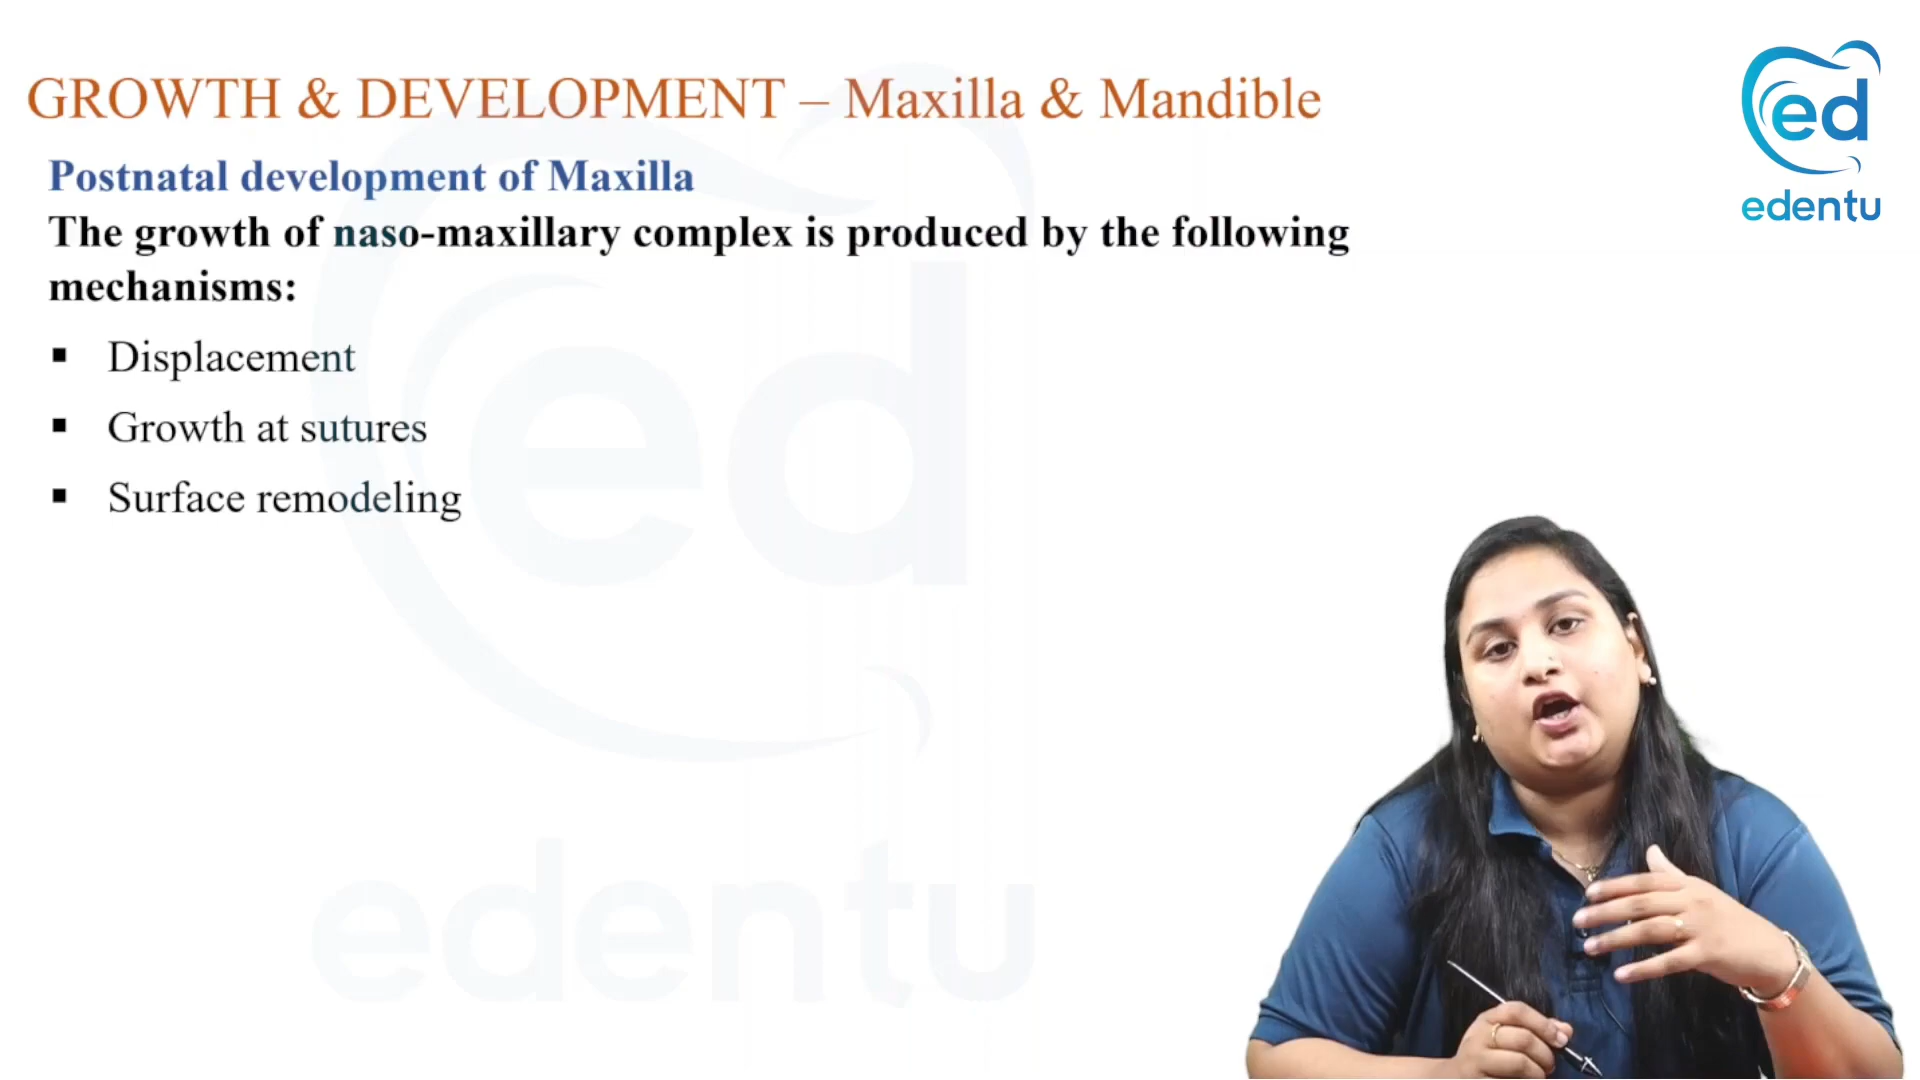 GROWTH & DEVELOPMENT – Maxilla & Mandible
ed
edentu
Postnatal development of Maxilla
The growth of naso-maxillary complex is produced by the following
mechanisms:
▪ Displacement
▪ Growth at sutures
▪ Surface remodeling
ed
edentu